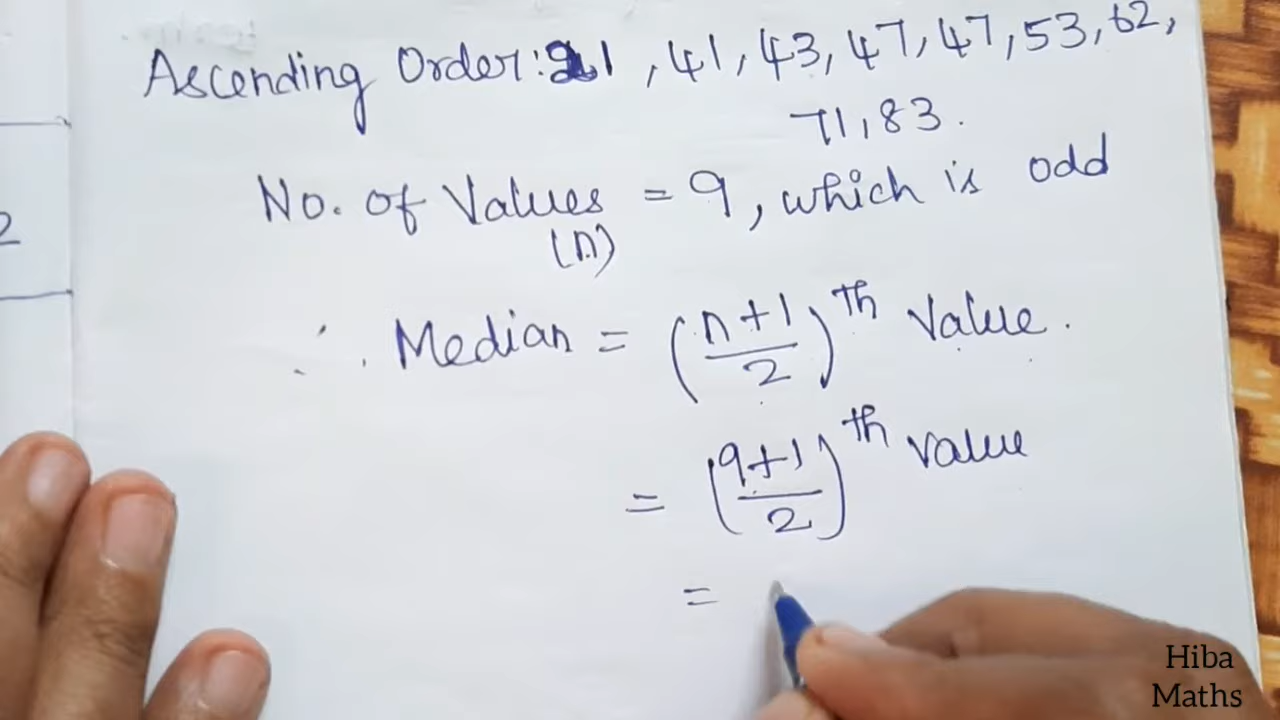 Ascending Order: 21, 41, 43, 47, 47, 53, 62,
71, 83.
No. of Values = 9, which is odd
(n)
∴ Median = (n+1/2)th Value.
= (9+1/2)th value
=
2
Hiba
Maths